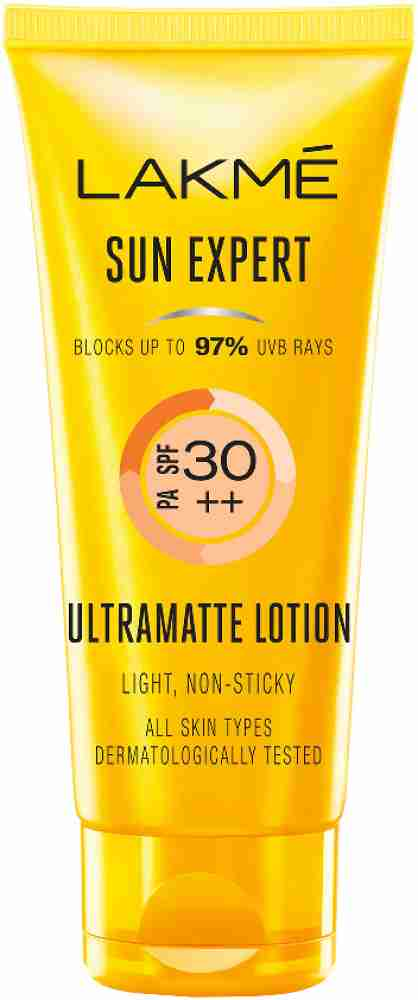 LAKMÉ
SUN EXPERT
BLOCKS UP TO 97% UVB RAYS
SPF 30
PA ++
ULTRAMATTE LOTION
LIGHT, NON-STICKY
ALL SKIN TYPES
DERMATOLOGICALLY TESTED